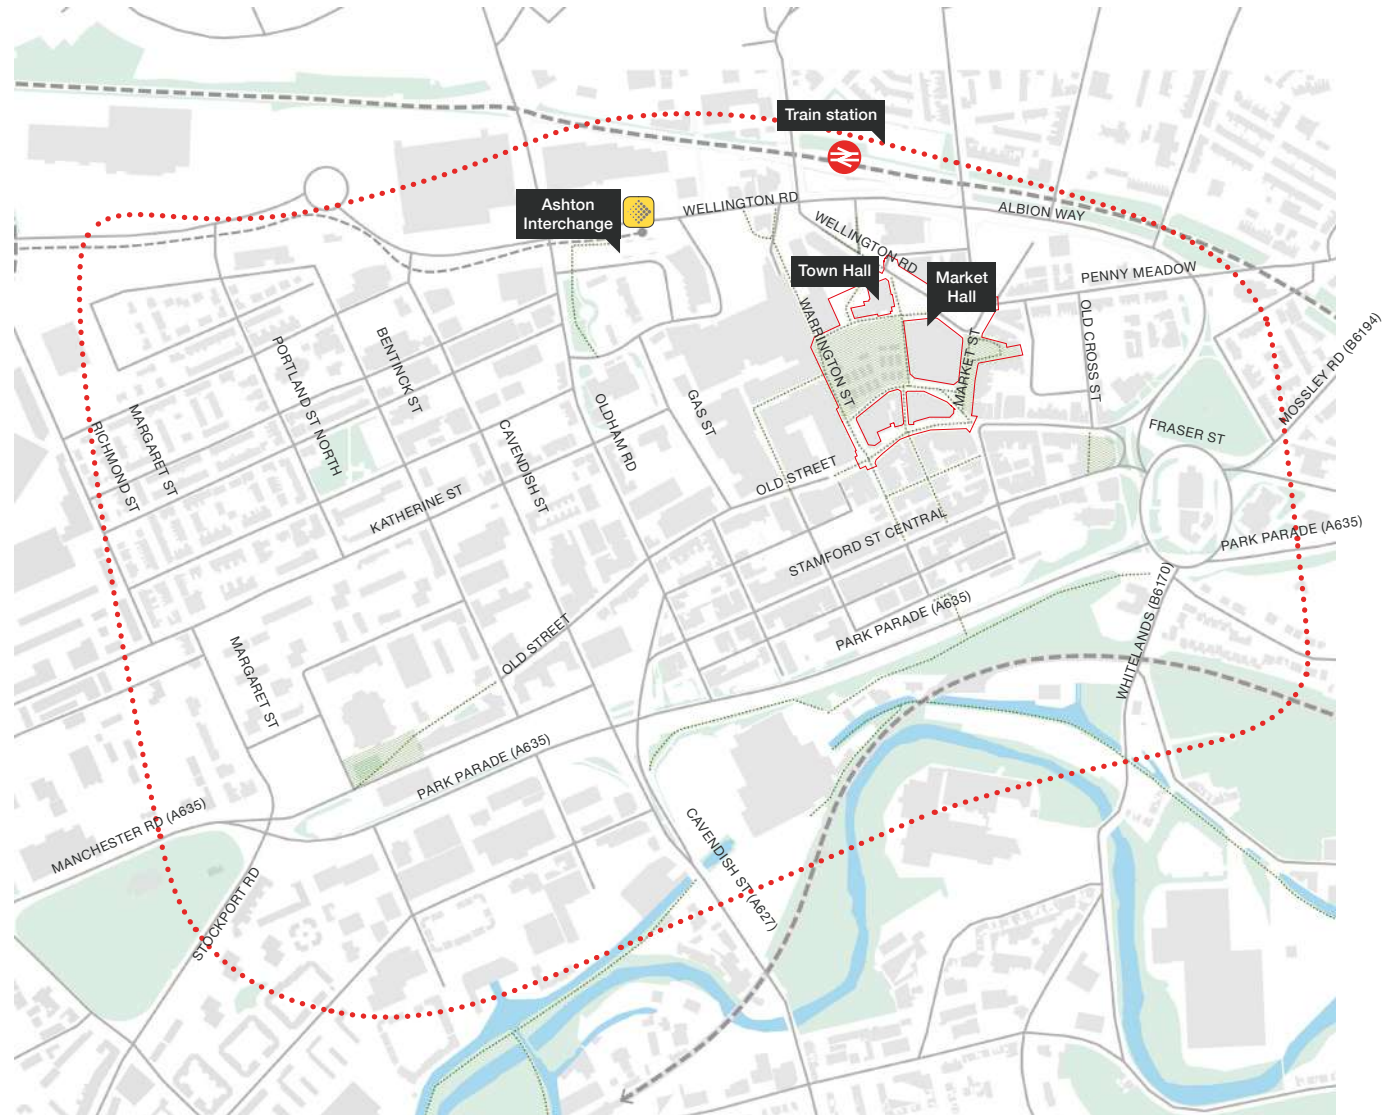 Train station
Ashton
Interchange
WELLINGTON RD
ALBION WAY
WELLINGTON RD
Town Hall
Market
Hall
PENNY MEADOW
WARRINGTON ST
MARKET ST
OLD CROSS ST
MOSSLEY RD (B6194)
BENTINCK ST
PORTLAND ST NORTH
MARGARET ST
RICHMOND ST
OLDHAM RD
GAS ST
CAVENDISH ST
FRASER ST
OLD STREET
KATHERINE ST
STAMFORD ST CENTRAL
PARK PARADE (A635)
PARK PARADE (A635)
WHITELANDS (B6170)
OLD STREET
MARGARET ST
PARK PARADE (A635)
MANCHESTER RD (A635)
CAVENDISH ST (A627)
STOCKPORT RD